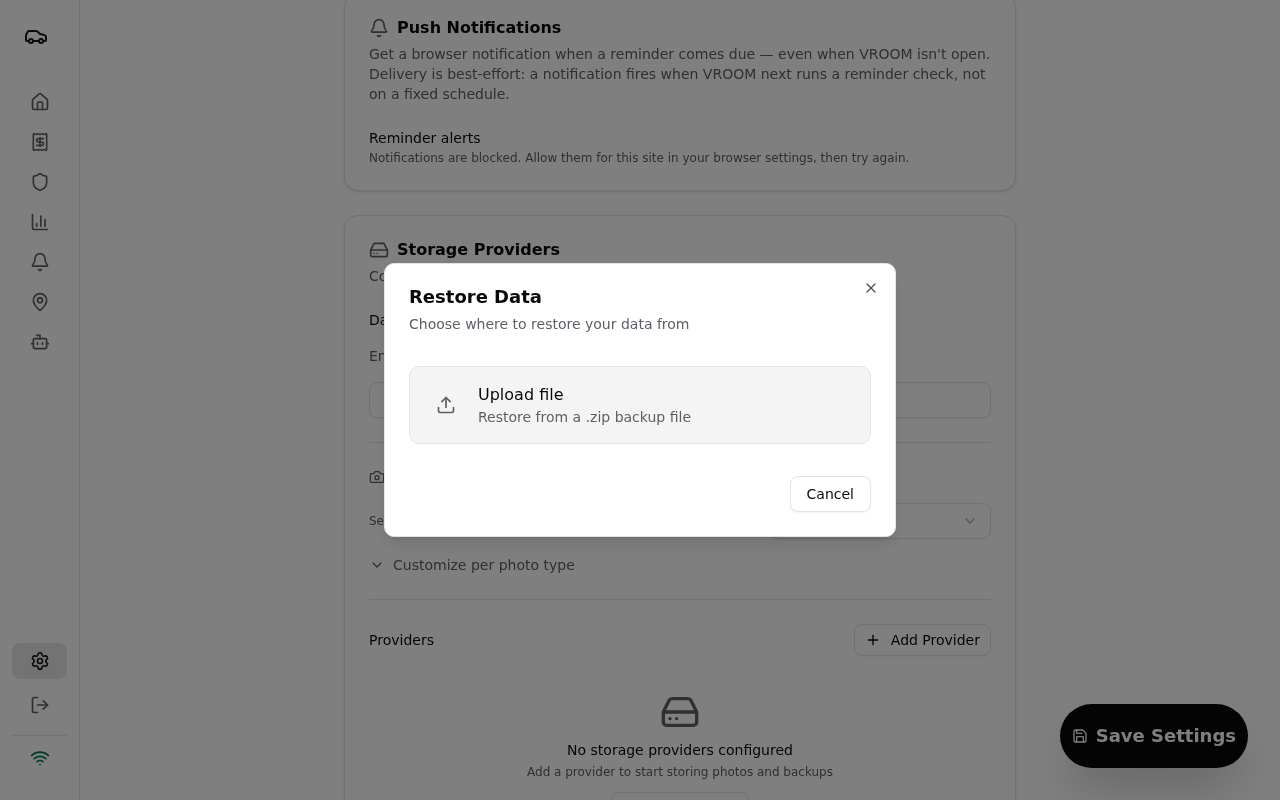 Push Notifications
Get a browser notification when a reminder comes due — even when VROOM isn't open.
Delivery is best-effort: a notification fires when VROOM next runs a reminder check, not
on a fixed schedule.
Reminder alerts
Notifications are blocked. Allow them for this site in your browser settings, then try again.
Storage Providers
Restore Data
Choose where to restore your data from
Upload file
Restore from a .zip backup file
Cancel
Customize per photo type
Providers
Add Provider
No storage providers configured
Add a provider to start storing photos and backups
Save Settings